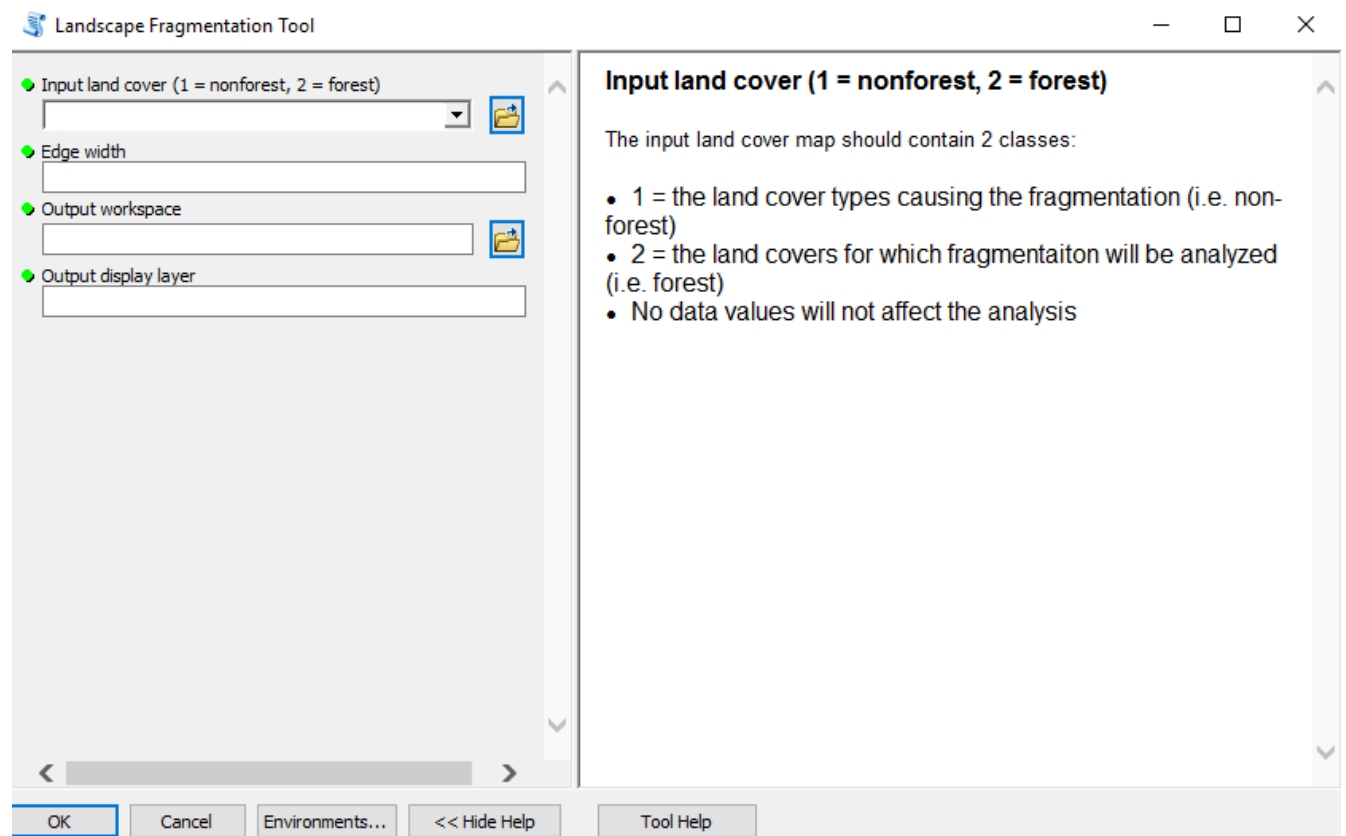 Landscape Fragmentation Tool
Input land cover (1 = nonforest, 2 = forest)
Edge width
Output workspace
Output display layer
Input land cover (1 = nonforest, 2 = forest)
The input land cover map should contain 2 classes:
• 1 = the land cover types causing the fragmentation (i.e. non-
forest)
• 2 = the land covers for which fragmentaiton will be analyzed
(i.e. forest)
• No data values will not affect the analysis
OK
Cancel
Environments...
<< Hide Help
Tool Help